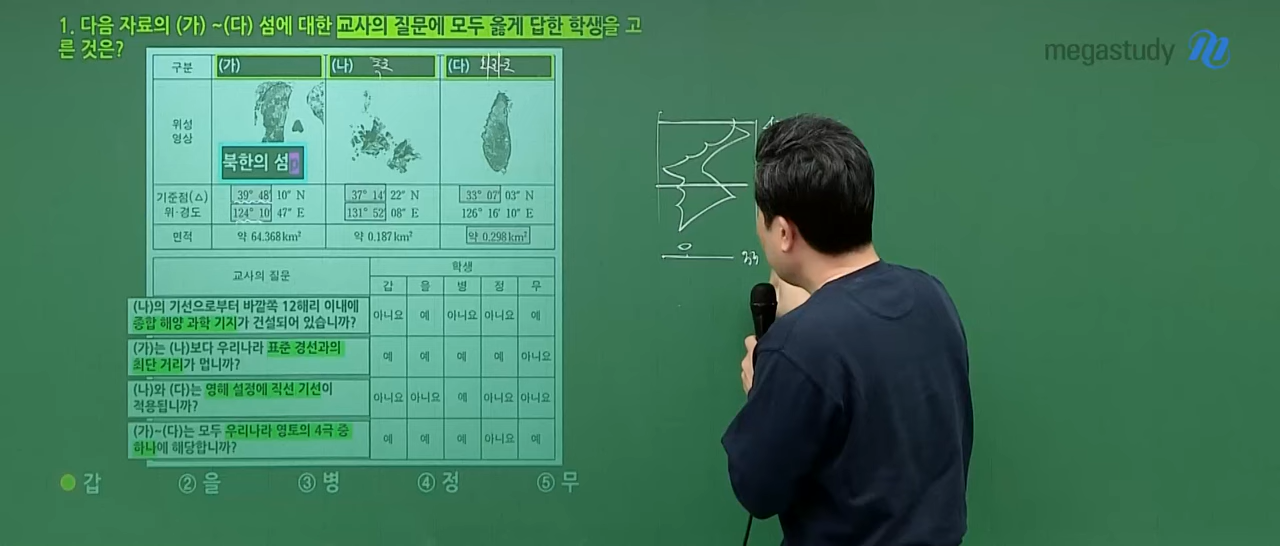 1. 다음 자료의 (가) ~(다) 섬에 대한 교사의 질문에 모두 옳게 답한 학생을 고
른 것은?
megastudy
구분 (가) (나) 독도 (다)
위성
영상
북한의 섬
기준점(△) 39° 48′ 10″ N 37° 14′ 22″ N 33° 07′ 03″ N
위·경도 124° 10′ 47″ E 131° 52′ 08″ E 126° 16′ 10″ E
면적 약 64.368km² 약 0.187km² 약 0.298km²
교사의 질문 학생
갑 을 병 정 무
(나)의 기선으로부터 바깥쪽 12해리 이내에
종합 해양 과학 기지가 건설되어 있습니까? 아니요 예 아니요 아니요 예
(가)는 (나)보다 우리나라 표준 경선과의
최단 거리가 멉니까? 예 예 예 예 아니요
(나)와 (다)는 영해 설정에 직선 기선이
적용됩니까? 아니요 아니요 예 아니요 아니요
(가)~(다)는 모두 우리나라 영토의 4극 중
하나에 해당합니까? 예 예 예 아니요 예
갑 ② 을 ③ 병 ④ 정 ⑤ 무
33